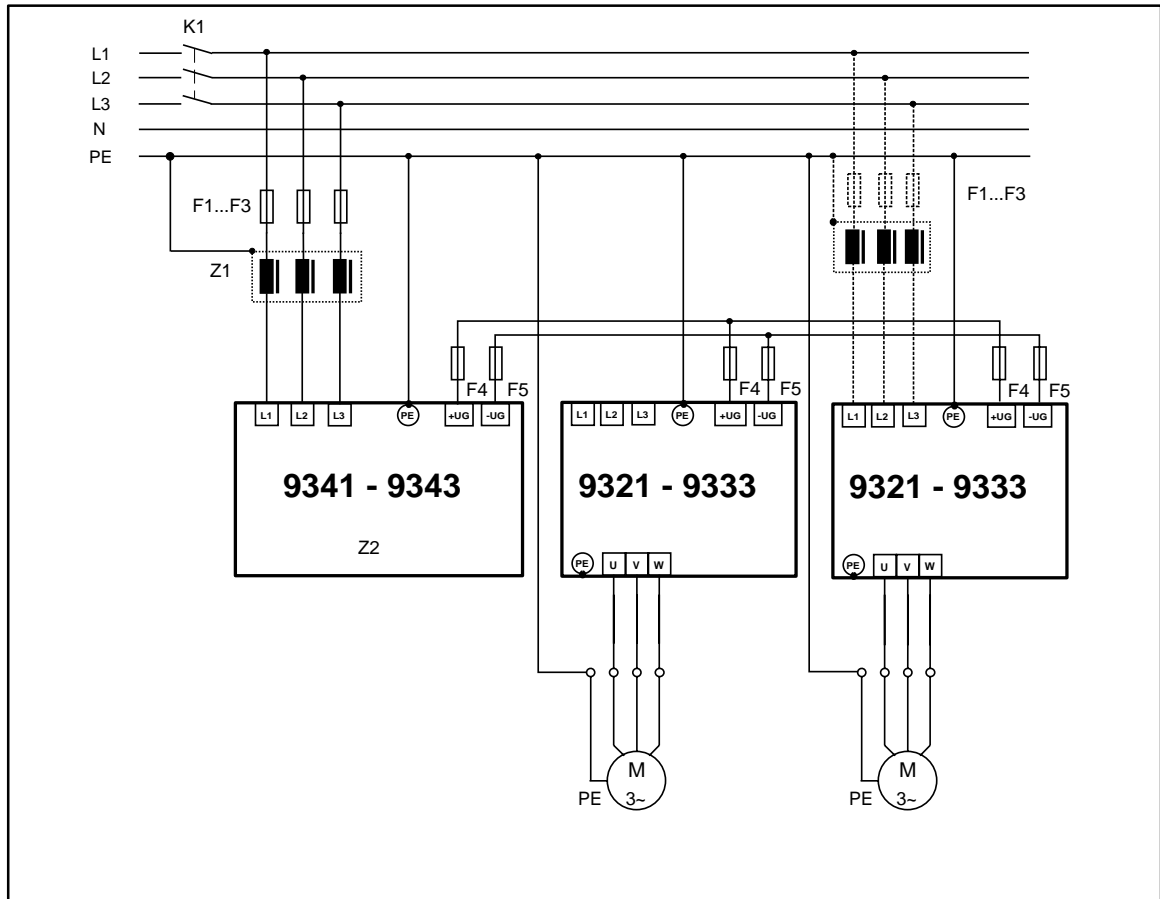 K1
L1
L2
L3
N
PE
F1...F3
F1...F3
Z1
F4 F5
F4 F5
L1 L2 L3 PE +UG -UG
L1 L2 L3 PE +UG -UG
L1 L2 L3 PE +UG -UG
9341 - 9343
9321 - 9333
9321 - 9333
Z2
PE U V W
PE U V W
M
3~
PE
M
3~
PE